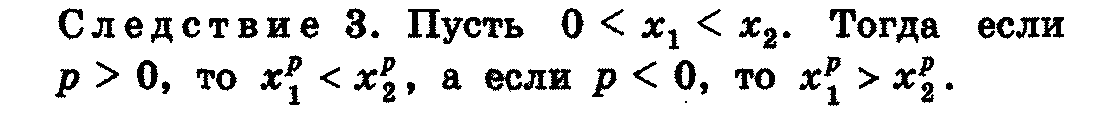 Следствие 3. Пусть 0 < x₁ < x₂. Тогда если
p > 0, то x₁ᵖ < x₂ᵖ, а если p < 0, то x₁ᵖ > x₂ᵖ.